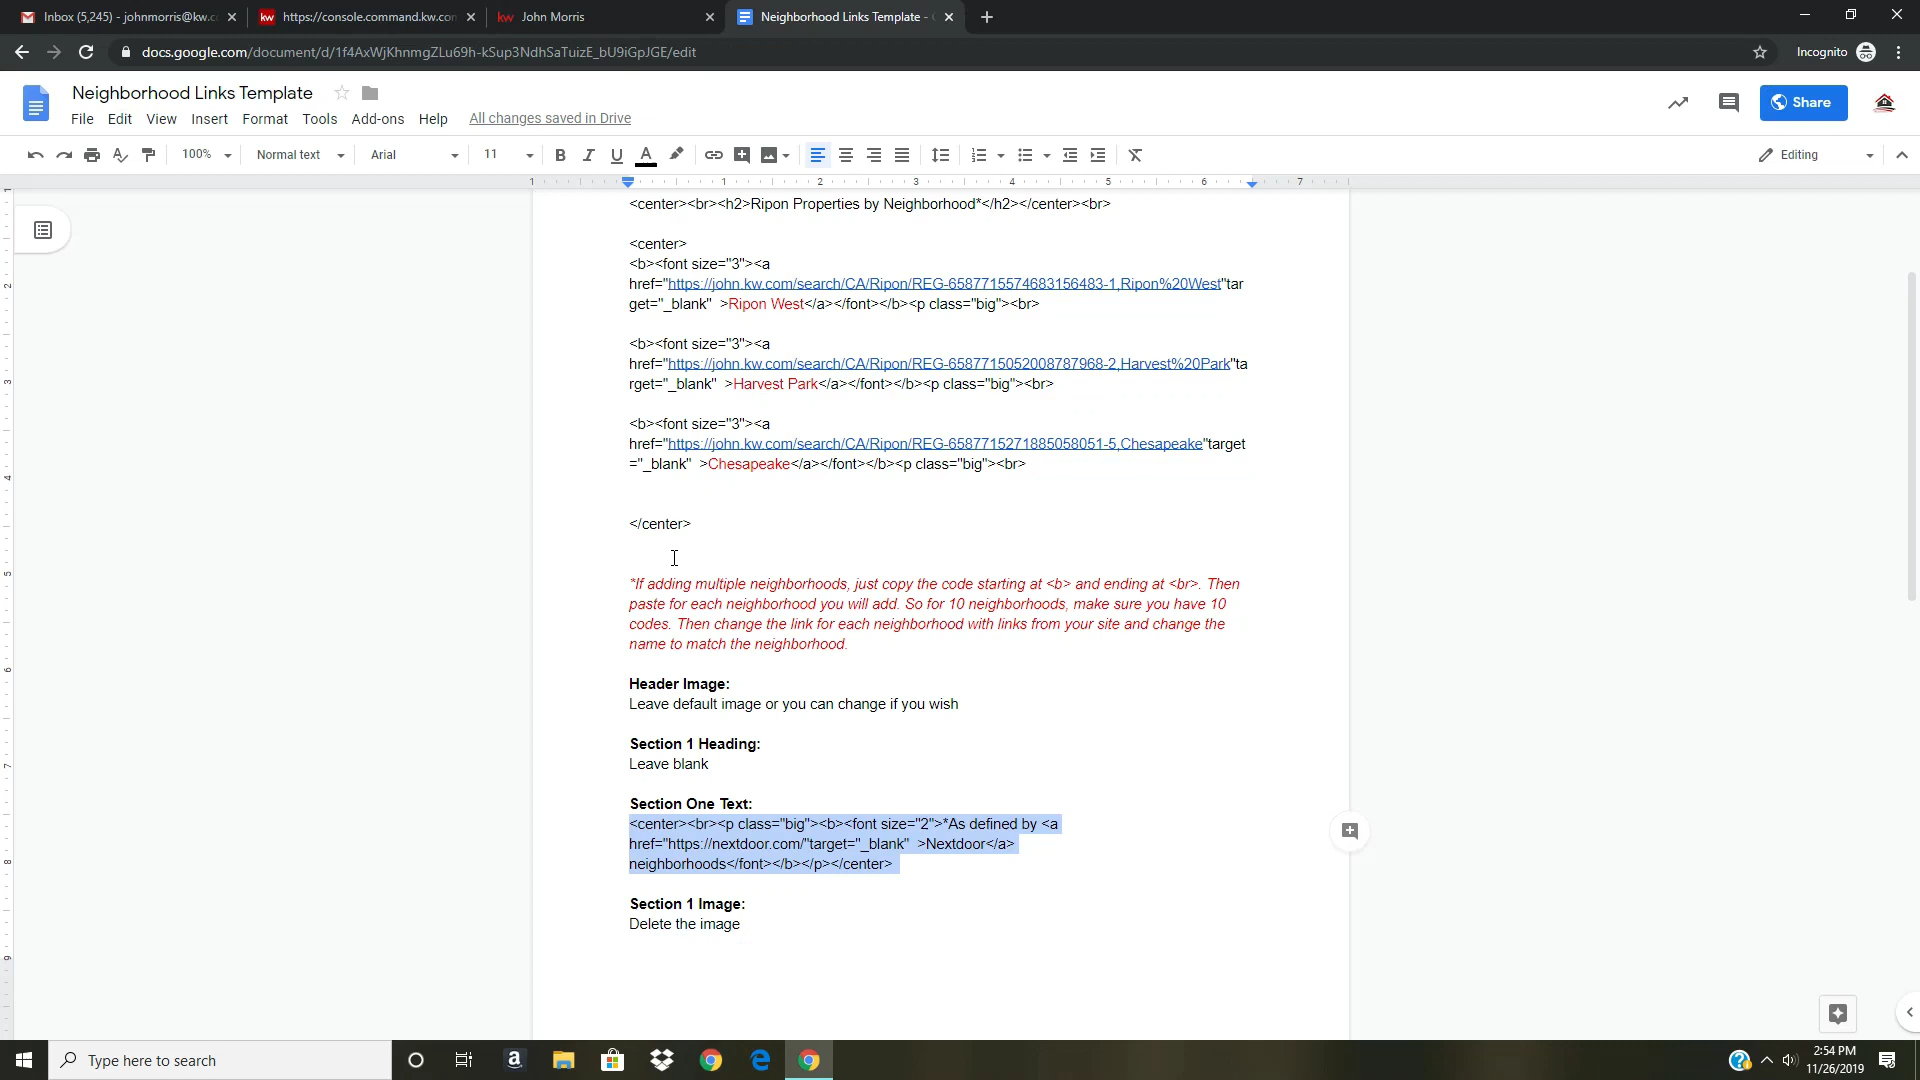 Inbox (5,245) - johnmorris@kw.c
https://console.command.kw.con
kw John Morris
Neighborhood Links Template -
docs.google.com/document/d/1f4AxWjKhnmgZLu69h-kSup3NdhSaTuizE_bU9iGpJGE/edit
Incognito
Neighborhood Links Template
File Edit View Insert Format Tools Add-ons Help All changes saved in Drive
Share
100% Normal text Arial 11 B I U A Editing
1 1 2 3 4 5 6 7
<center><br><h2>Ripon Properties by Neighborhood*</h2></center><br>
<center>
<b><font size="3"><a
href="https://john.kw.com/search/CA/Ripon/REG-6587715574683156483-1,Ripon%20West"tar
get="_blank"  >Ripon West</a></font></b><p class="big"><br>
<b><font size="3"><a
href="https://john.kw.com/search/CA/Ripon/REG-6587715052008787968-2,Harvest%20Park"ta
rget="_blank"  >Harvest Park</a></font></b><p class="big"><br>
<b><font size="3"><a
href="https://john.kw.com/search/CA/Ripon/REG-6587715271885058051-5,Chesapeake"target
="_blank"  >Chesapeake</a></font></b><p class="big"><br>
</center>
*If adding multiple neighborhoods, just copy the code starting at <b> and ending at <br>. Then
paste for each neighborhood you will add. So for 10 neighborhoods, make sure you have 10
codes. Then change the link for each neighborhood with links from your site and change the
name to match the neighborhood.
Header Image:
Leave default image or you can change if you wish
Section 1 Heading:
Leave blank
Section One Text:
<center><br><p class="big"><b><font size="2">*As defined by <a
href="https://nextdoor.com/"target="_blank"  >Nextdoor</a>
neighborhoods</font></b></p></center>
Section 1 Image:
Delete the image
Type here to search
2:54 PM
11/26/2019